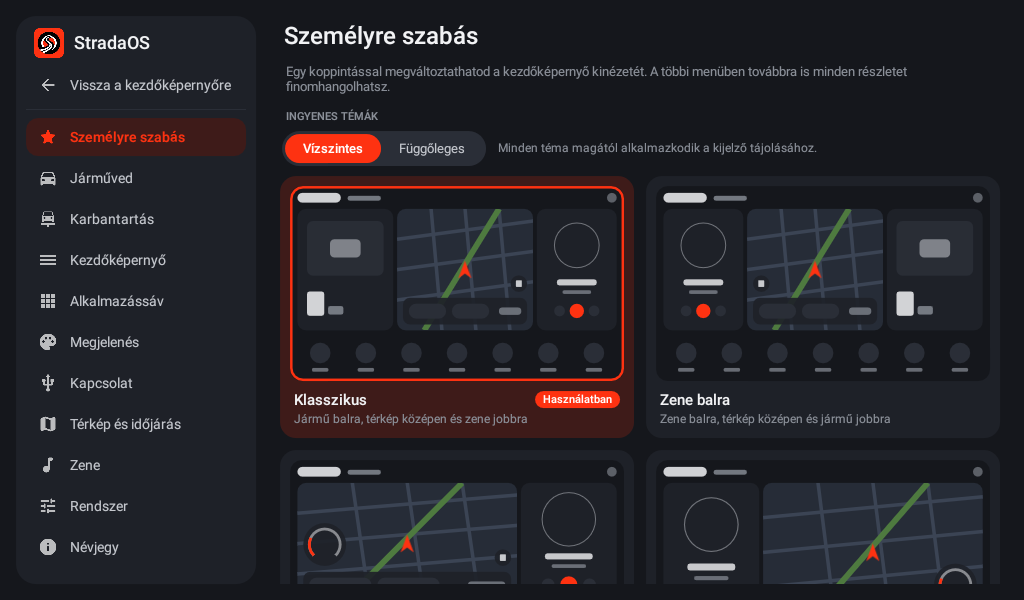 StradaOS
Vissza a kezdőképernyőre
Személyre szabás
Járműved
Karbantartás
Kezdőképernyő
Alkalmazássáv
Megjelenés
Kapcsolat
Térkép és időjárás
Zene
Rendszer
Névjegy
Személyre szabás
Egy koppintással megváltoztathatod a kezdőképernyő kinézetét. A többi menüben továbbra is minden részletet
finomhangolhatsz.
INGYENES TÉMÁK
Vízszintes
Függőleges
Minden téma magától alkalmazkodik a kijelző tájolásához.
Klasszikus
Használatban
Jármű balra, térkép középen és zene jobbra
Zene balra
Zene balra, térkép középen és jármű jobbra